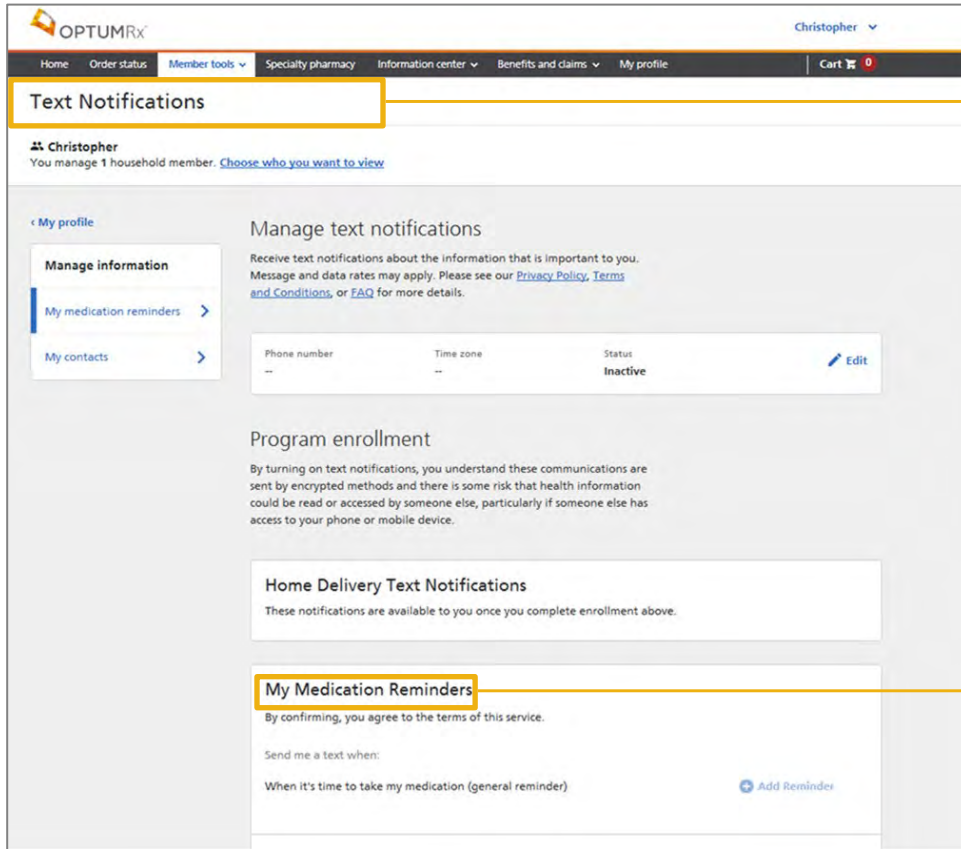 OPTUMRx
Christopher
Home Order status Member tools Specialty pharmacy Information center Benefits and claims My profile Cart 0
Text Notifications
Christopher
You manage 1 household member. Choose who you want to view
‹ My profile
Manage information
My medication reminders
My contacts
Manage text notifications
Receive text notifications about the information that is important to you.
Message and data rates may apply. Please see our Privacy Policy, Terms
and Conditions, or FAQ for more details.
Phone number Time zone Status
-- -- Inactive
Edit
Program enrollment
By turning on text notifications, you understand these communications are
sent by encrypted methods and there is some risk that health information
could be read or accessed by someone else, particularly if someone else has
access to your phone or mobile device.
Home Delivery Text Notifications
These notifications are available to you once you complete enrollment above.
My Medication Reminders
By confirming, you agree to the terms of this service.
Send me a text when:
When it's time to take my medication (general reminder) Add Reminder